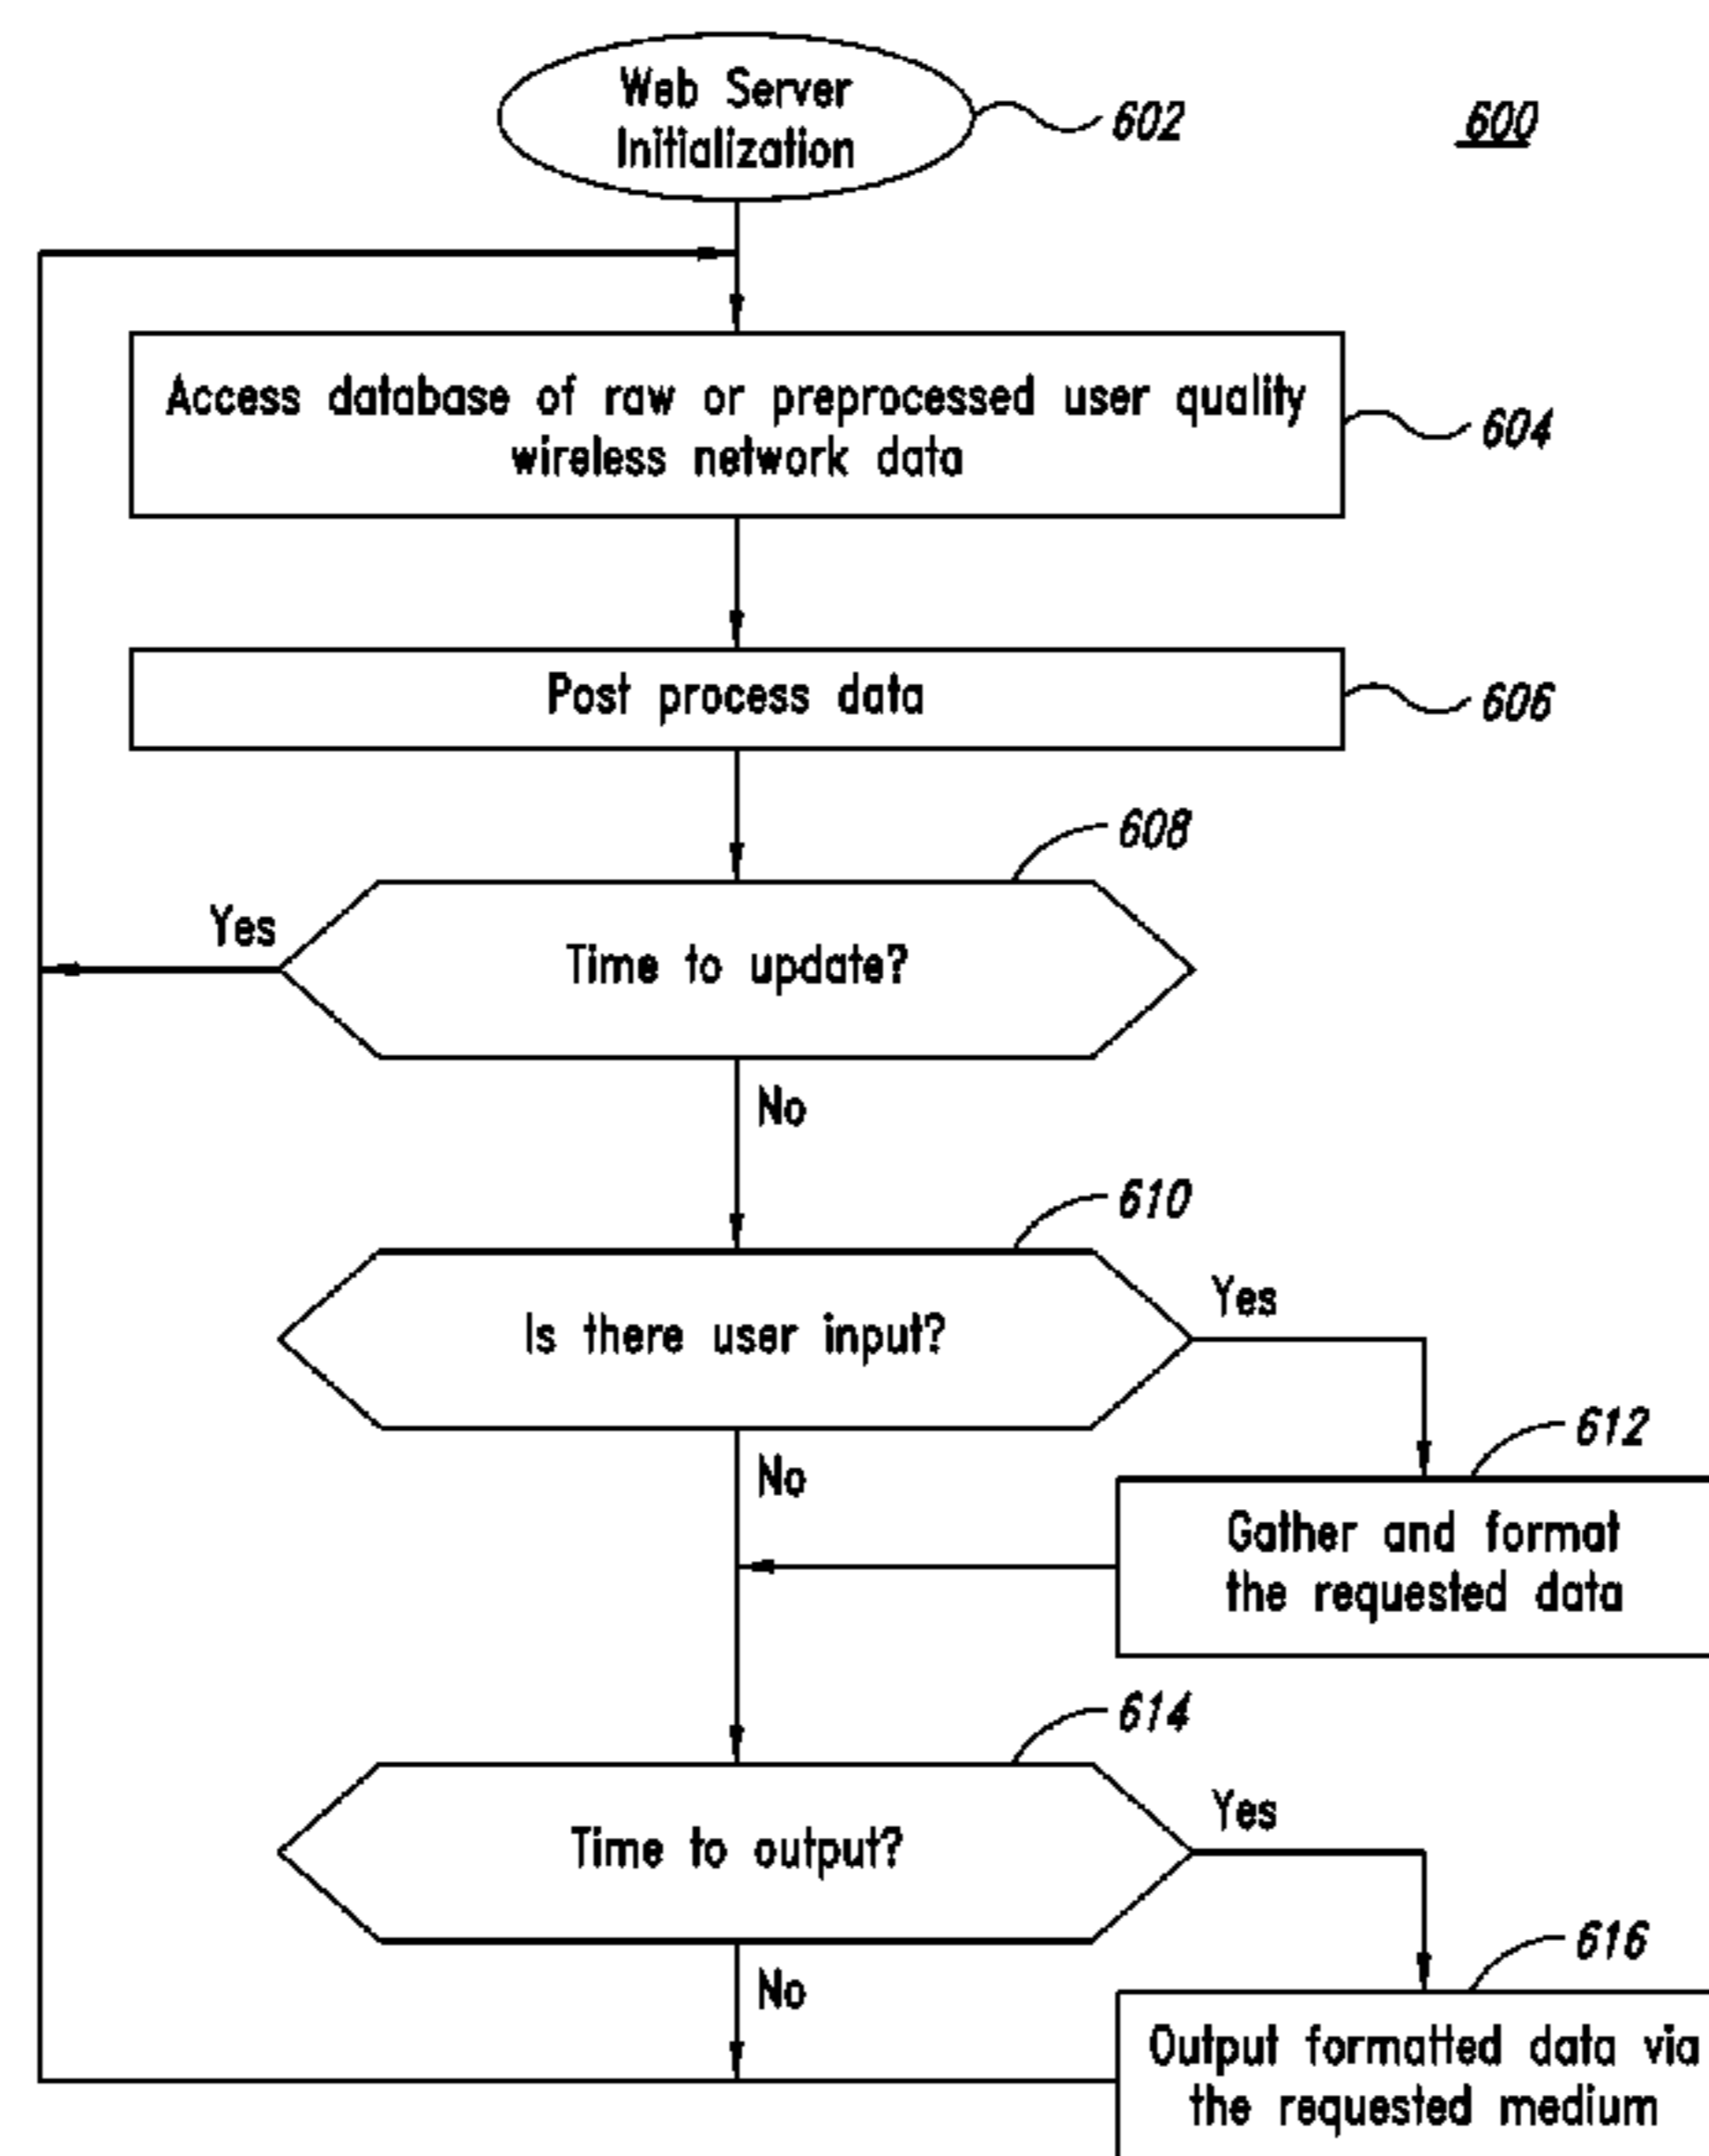 Web Server
Initialization
602
600
Access database of raw or preprocessed user quality
wireless network data
604
Post process data
606
608
Yes
Time to update?
No
610
Yes
Is there user input?
No
612
Gather and format
the requested data
614
Yes
Time to output?
No
616
Output formatted data via
the requested medium